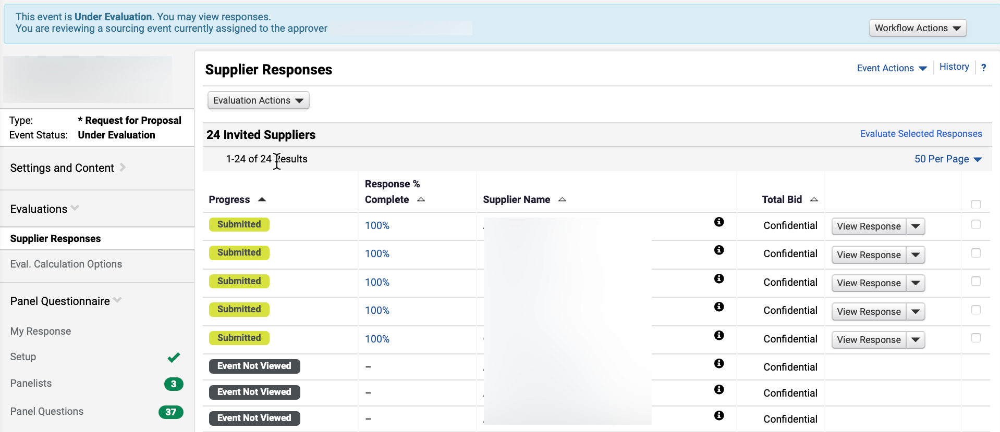 This event is Under Evaluation. You may view responses.
You are reviewing a sourcing event currently assigned to the approver
Workflow Actions
Type: * Request for Proposal
Event Status: Under Evaluation
Settings and Content
Evaluations
Supplier Responses
Eval. Calculation Options
Panel Questionnaire
My Response
Setup
Panelists 3
Panel Questions 37
Supplier Responses
Event Actions History ?
Evaluation Actions
24 Invited Suppliers Evaluate Selected Responses
1-24 of 24 Results 50 Per Page
Progress Response % Complete Supplier Name Total Bid
Submitted 100% Confidential View Response
Submitted 100% Confidential View Response
Submitted 100% Confidential View Response
Submitted 100% Confidential View Response
Submitted 100% Confidential View Response
Event Not Viewed – Confidential
Event Not Viewed – Confidential
Event Not Viewed – Confidential